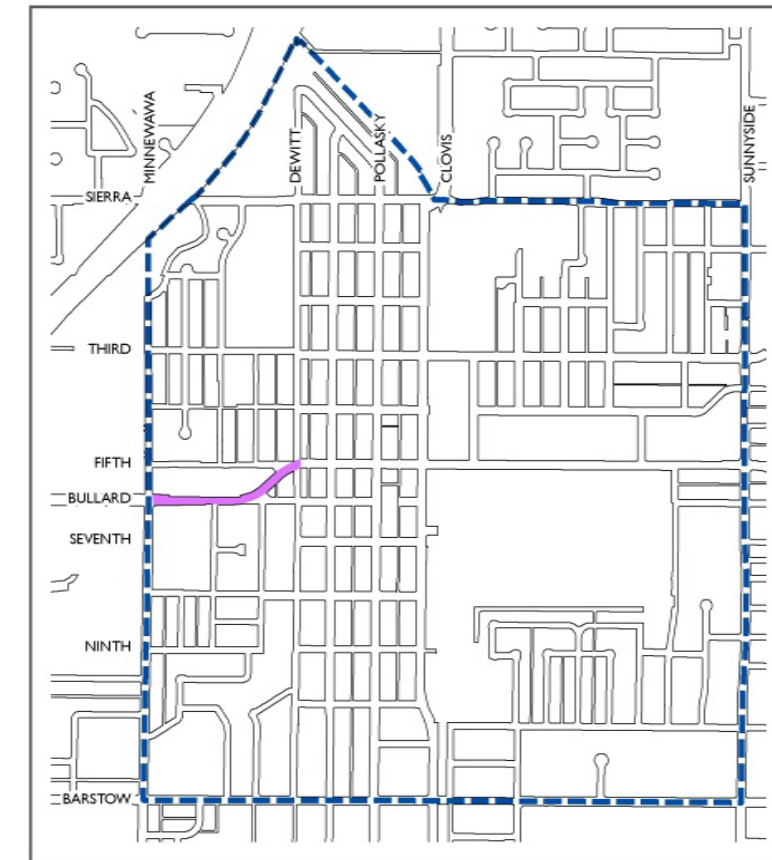 MINNEWAWA
DEWITT
POLLASKY
CLOVIS
SUNNYSIDE
SIERRA
THIRD
FIFTH
BULLARD
SEVENTH
NINTH
BARSTOW